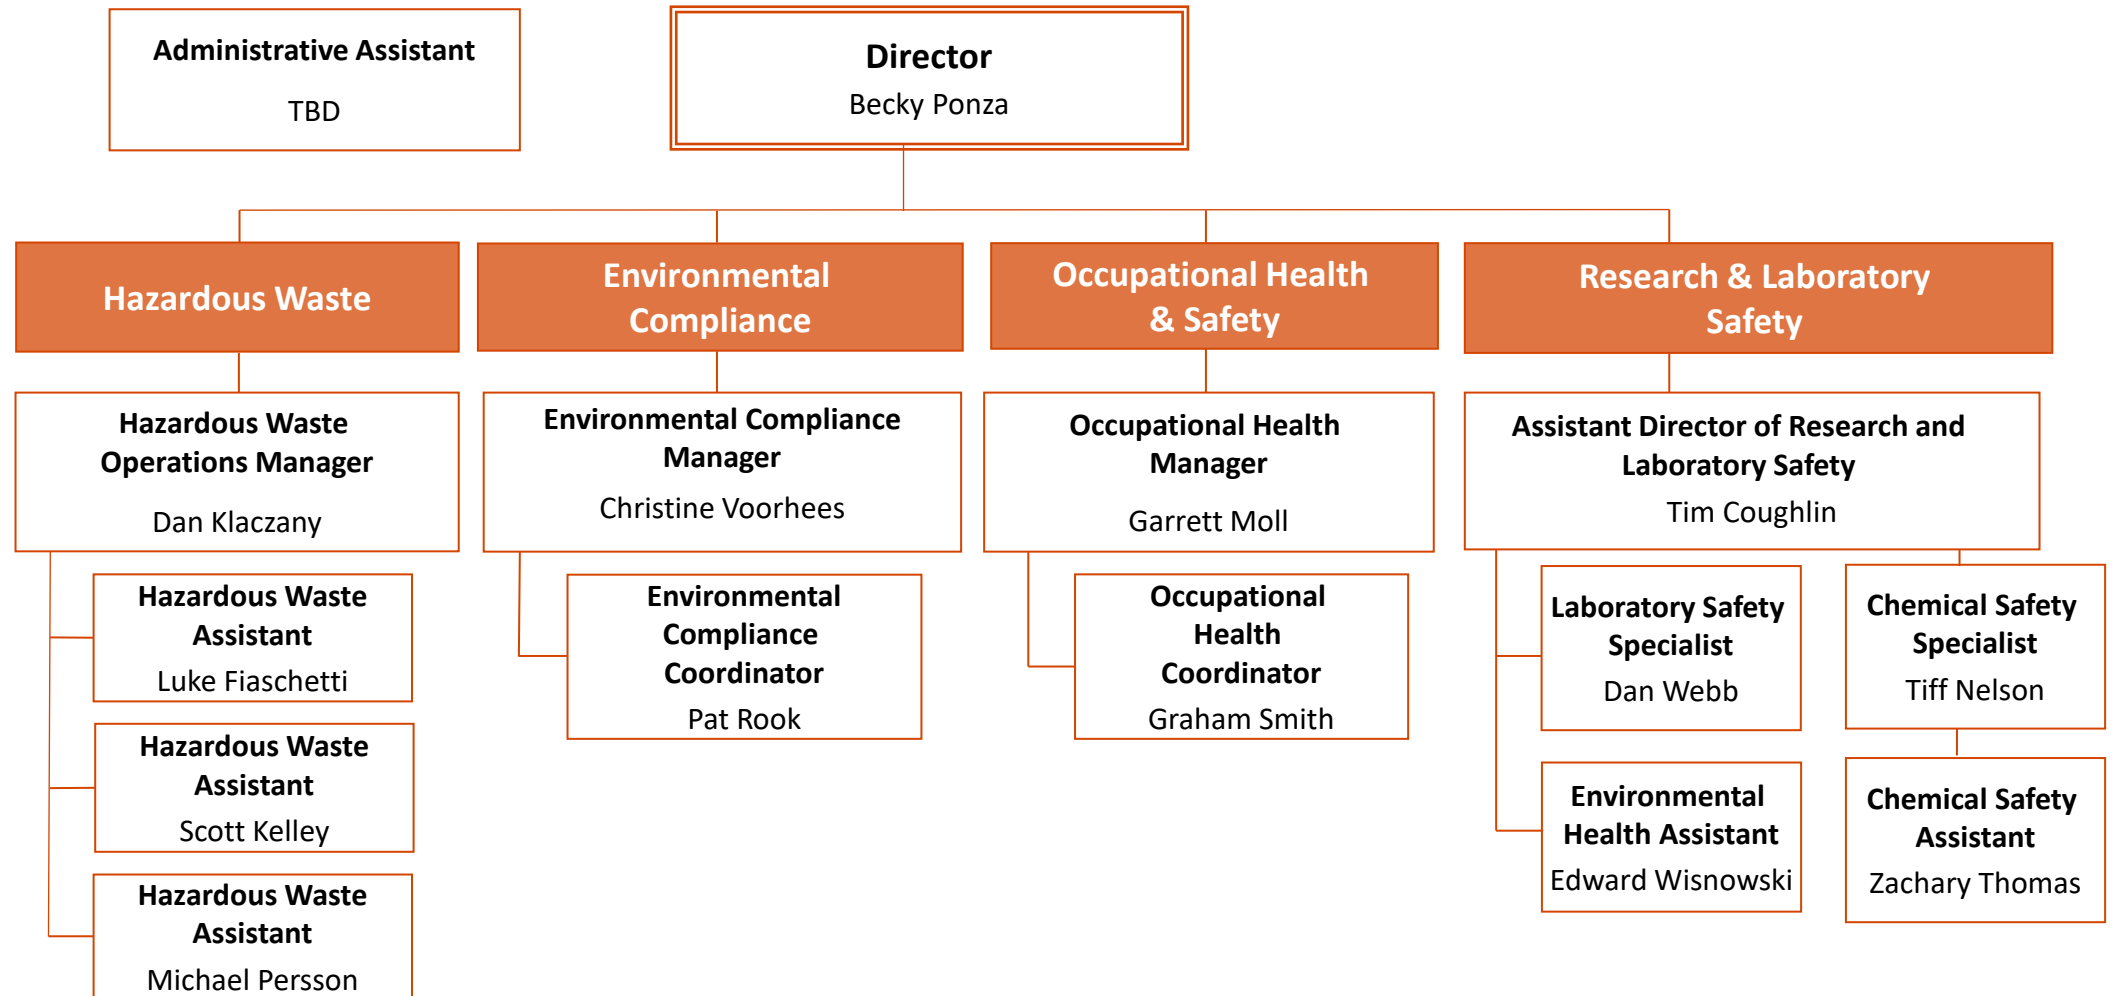 Administrative Assistant
TBD
Director
Becky Ponza
Hazardous Waste
Environmental
Compliance
Occupational Health
& Safety
Research & Laboratory
Safety
Hazardous Waste
Operations Manager
Dan Klaczany
Environmental Compliance
Manager
Christine Voorhees
Occupational Health
Manager
Garrett Moll
Assistant Director of Research and
Laboratory Safety
Tim Coughlin
Hazardous Waste
Assistant
Luke Fiaschetti
Hazardous Waste
Assistant
Scott Kelley
Hazardous Waste
Assistant
Michael Persson
Environmental
Compliance
Coordinator
Pat Rook
Occupational
Health
Coordinator
Graham Smith
Laboratory Safety
Specialist
Dan Webb
Environmental
Health Assistant
Edward Wisnowski
Chemical Safety
Specialist
Tiff Nelson
Chemical Safety
Assistant
Zachary Thomas